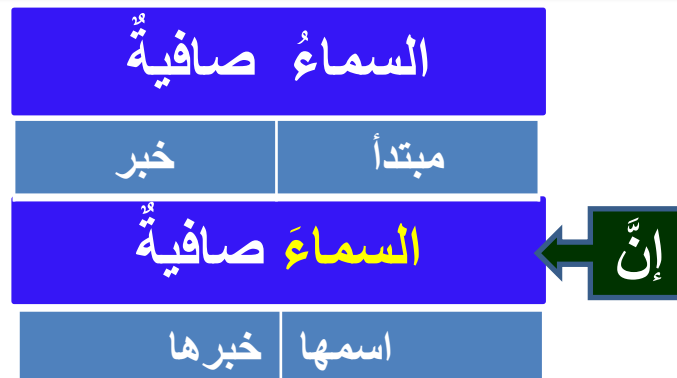 السماءُ صافيةٌ
مبتدأ خبر
إنَّ السماءَ صافيةٌ
اسمها خبرها